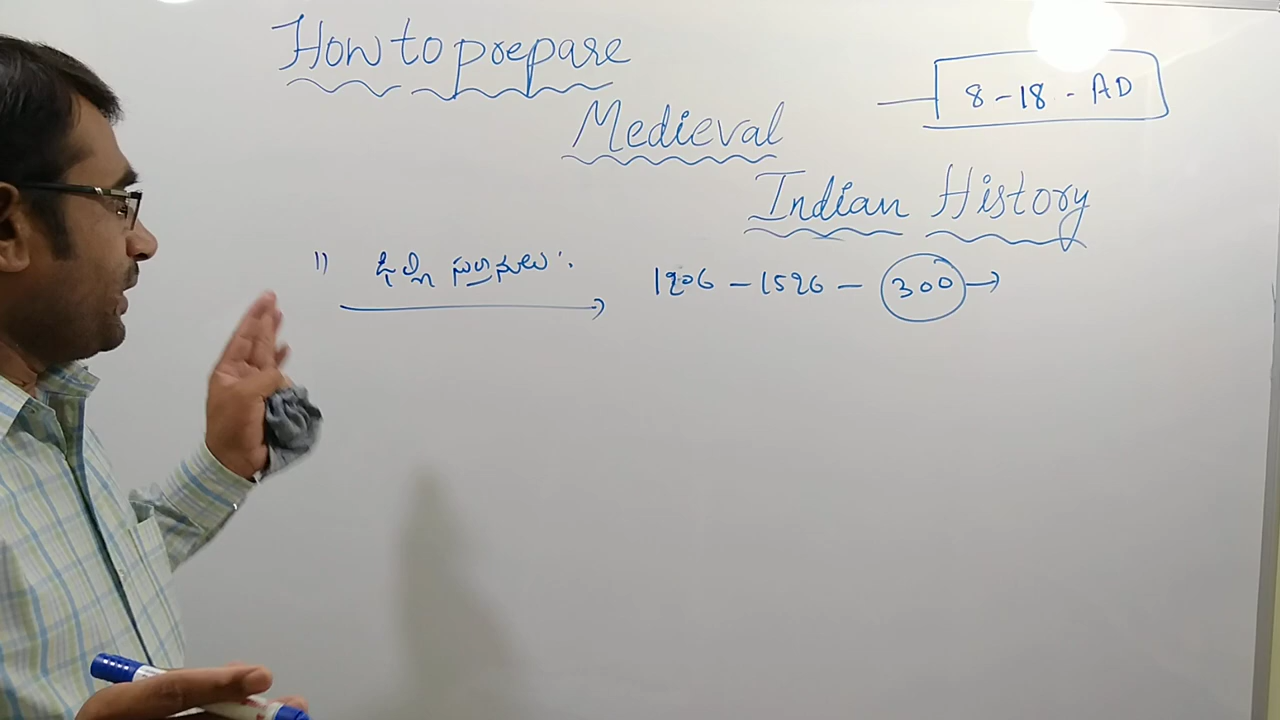 How to prepare
8-18 - AD
Medieval
Indian History
1) ఢిల్లీ సుల్తానులు :. 1206 - 1526 - 300 →